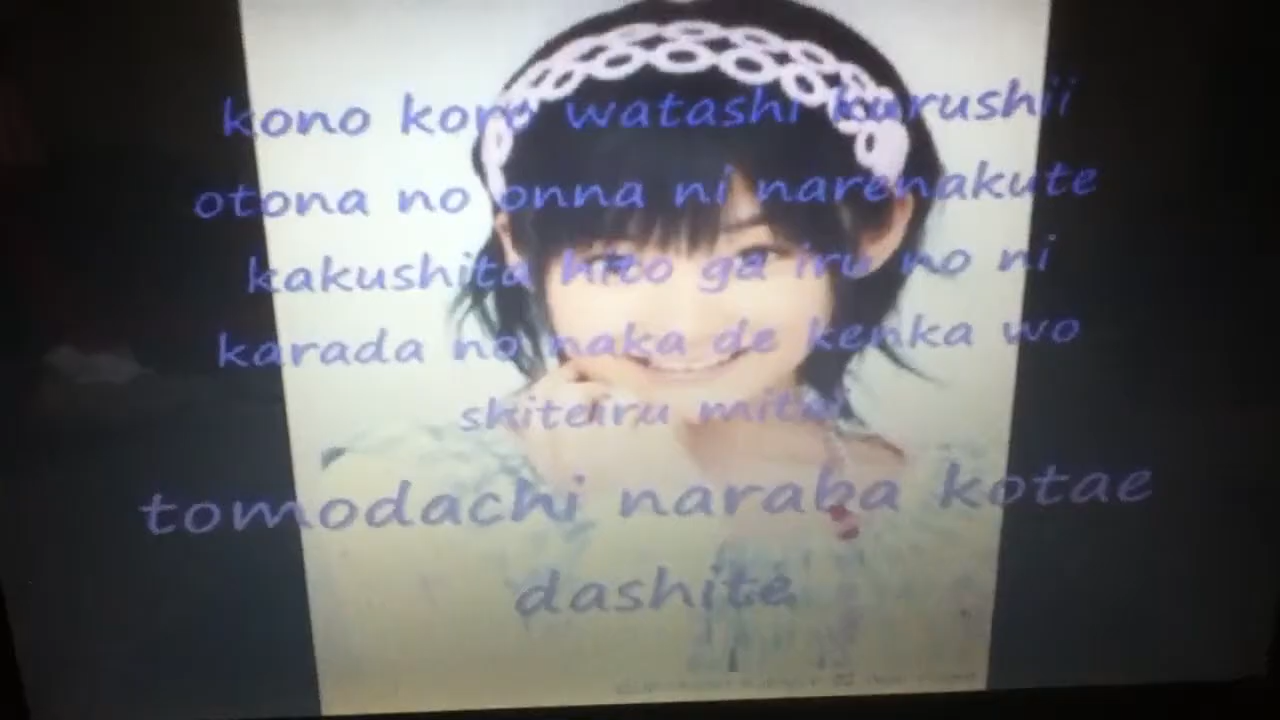 kono koro watashi kurushii
otona no onna ni narenakute
kakushita hito ga iru no ni
karada no naka de kenka wo
shiteiru mitai
tomodachi naraba kotae
dashite